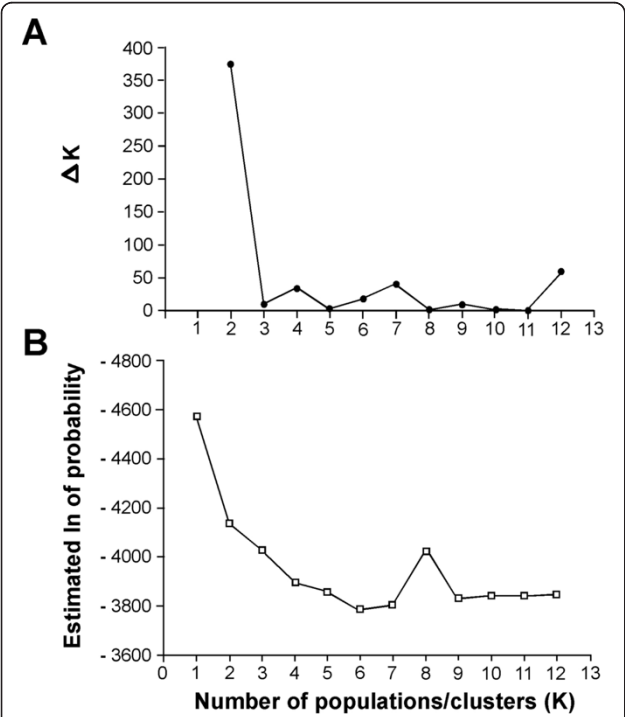 A
400
350
300
250
200
150
100
50
0
ΔK
1 2 3 4 5 6 7 8 9 10 11 12 13
B
- 4800
- 4600
- 4400
- 4200
- 4000
- 3800
- 3600
Estimated ln of probability
0 1 2 3 4 5 6 7 8 9 10 11 12 13
Number of populations/clusters (K)